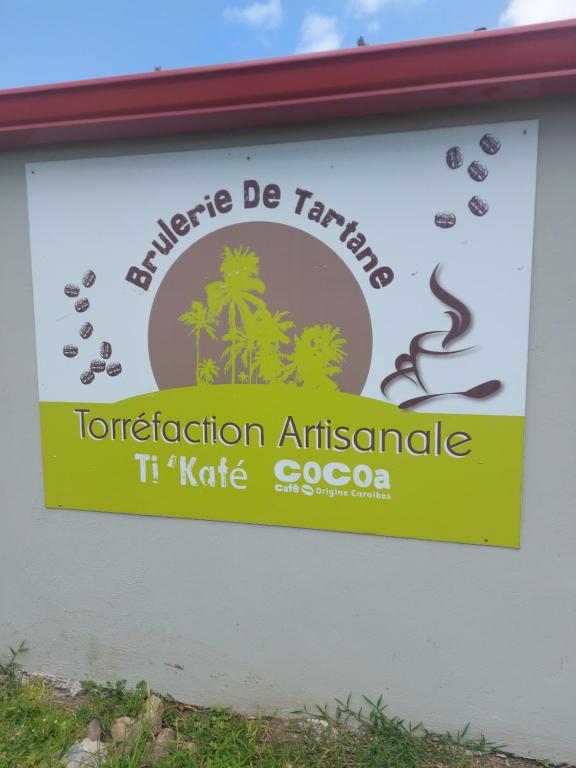 Brulerie De Tartane
Torréfaction Artisanale
Ti 'Kafé
COCOa
café Origine Caraïbes